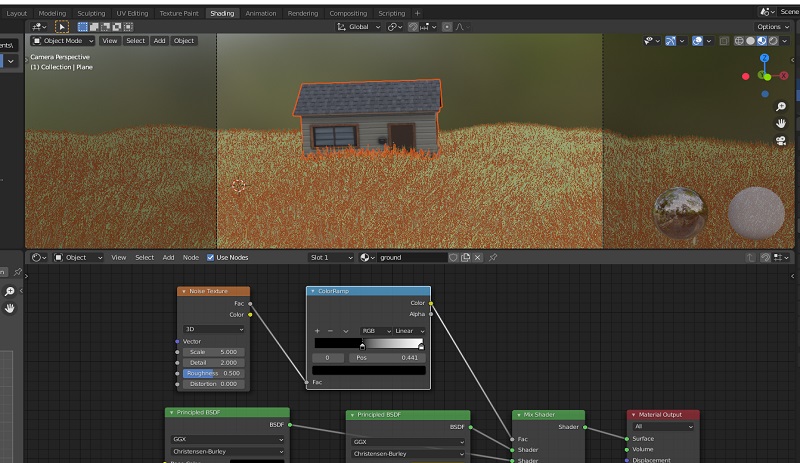 Layout Modeling Sculpting UV Editing Texture Paint Shading Animation Rendering Compositing Scripting + Scene
Global Options
Object Mode View Select Add Object
ents\
Camera Perspective
(1) Collection | Plane
Z
X
Object View Select Add Node Use Nodes Slot 1 ground
Noise Texture
Fac
Color
3D
Vector
Scale 5.000
Detail 2.000
Roughness 0.500
Distortion 0.000
ColorRamp
Color
Alpha
+ − RGB Linear
0 Pos 0.441
Fac
Principled BSDF
BSDF
GGX
Christensen-Burley
Principled BSDF
BSDF
GGX
Christensen-Burley
Mix Shader
Shader
Fac
Shader
Shader
Material Output
All
Surface
Volume
Displacement